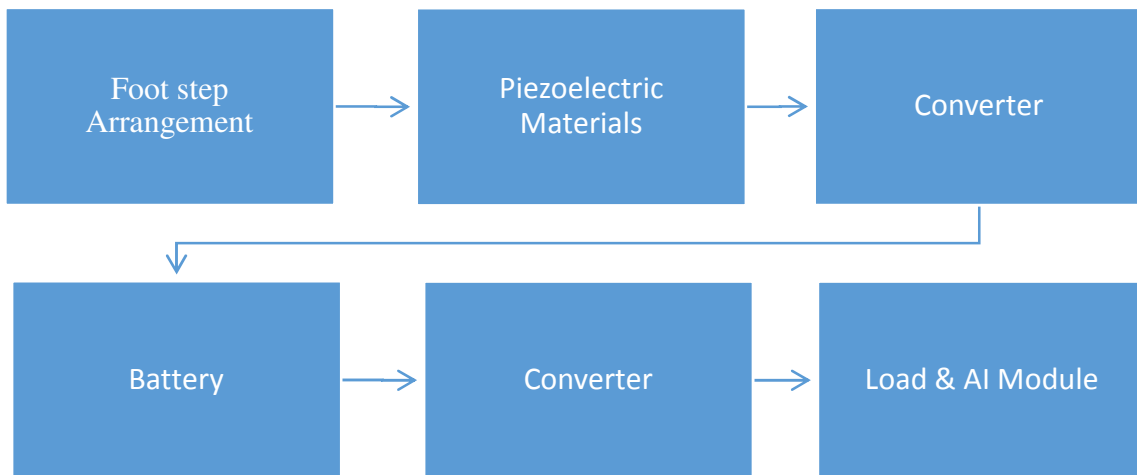 Foot step
Arrangement
Piezoelectric
Materials
Converter
Battery
Converter
Load & AI Module